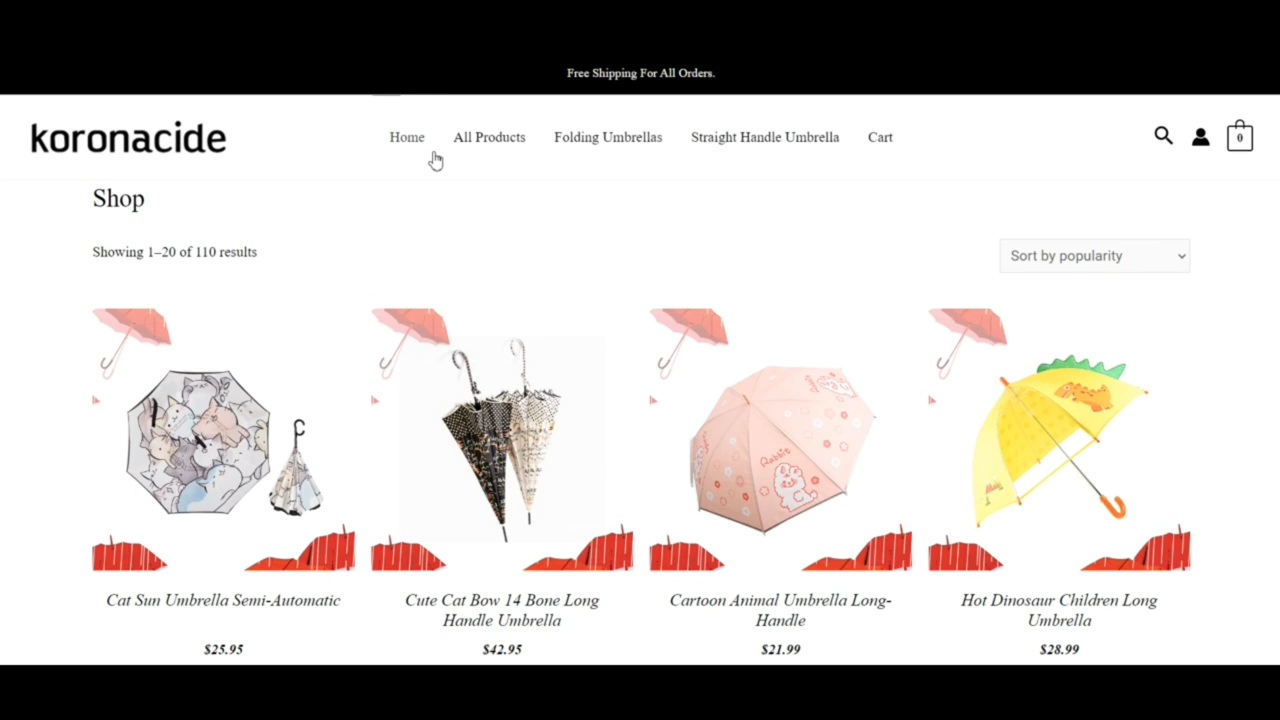 Free Shipping For All Orders.
koronacide
Home
All Products
Folding Umbrellas
Straight Handle Umbrella
Cart
0
Shop
Showing 1–20 of 110 results
Sort by popularity
Rabbit
Cat Sun Umbrella Semi-Automatic
$25.95
Cute Cat Bow 14 Bone Long
Handle Umbrella
$42.95
Cartoon Animal Umbrella Long-
Handle
$21.99
Hot Dinosaur Children Long
Umbrella
$28.99